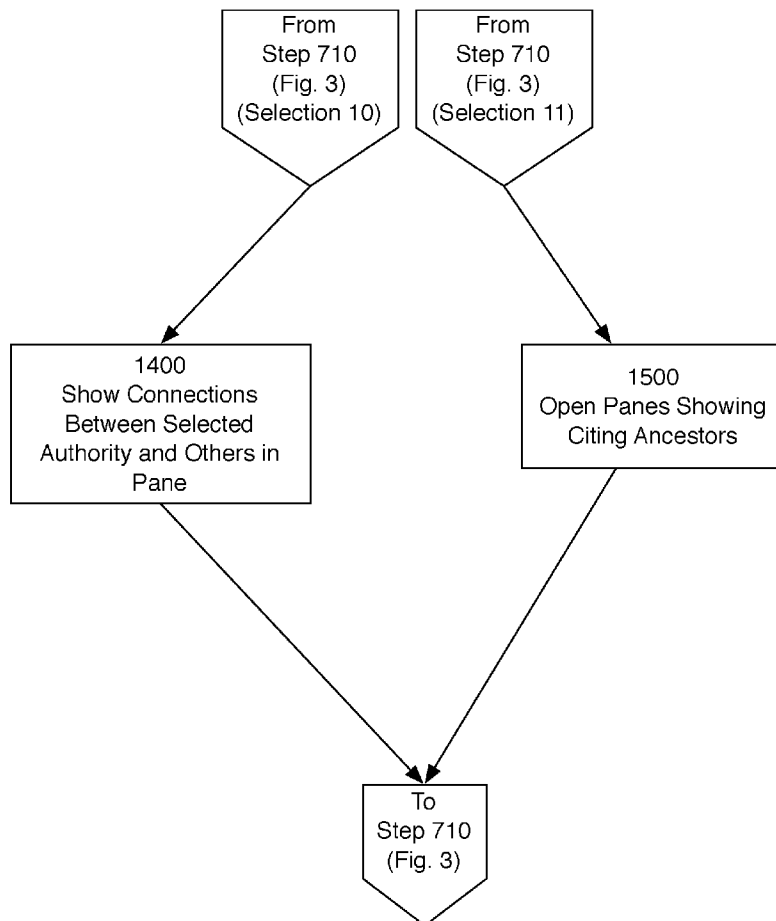 From
Step 710
(Fig. 3)
(Selection 10)
From
Step 710
(Fig. 3)
(Selection 11)
1400
Show Connections
Between Selected
Authority and Others in
Pane
1500
Open Panes Showing
Citing Ancestors
To
Step 710
(Fig. 3)